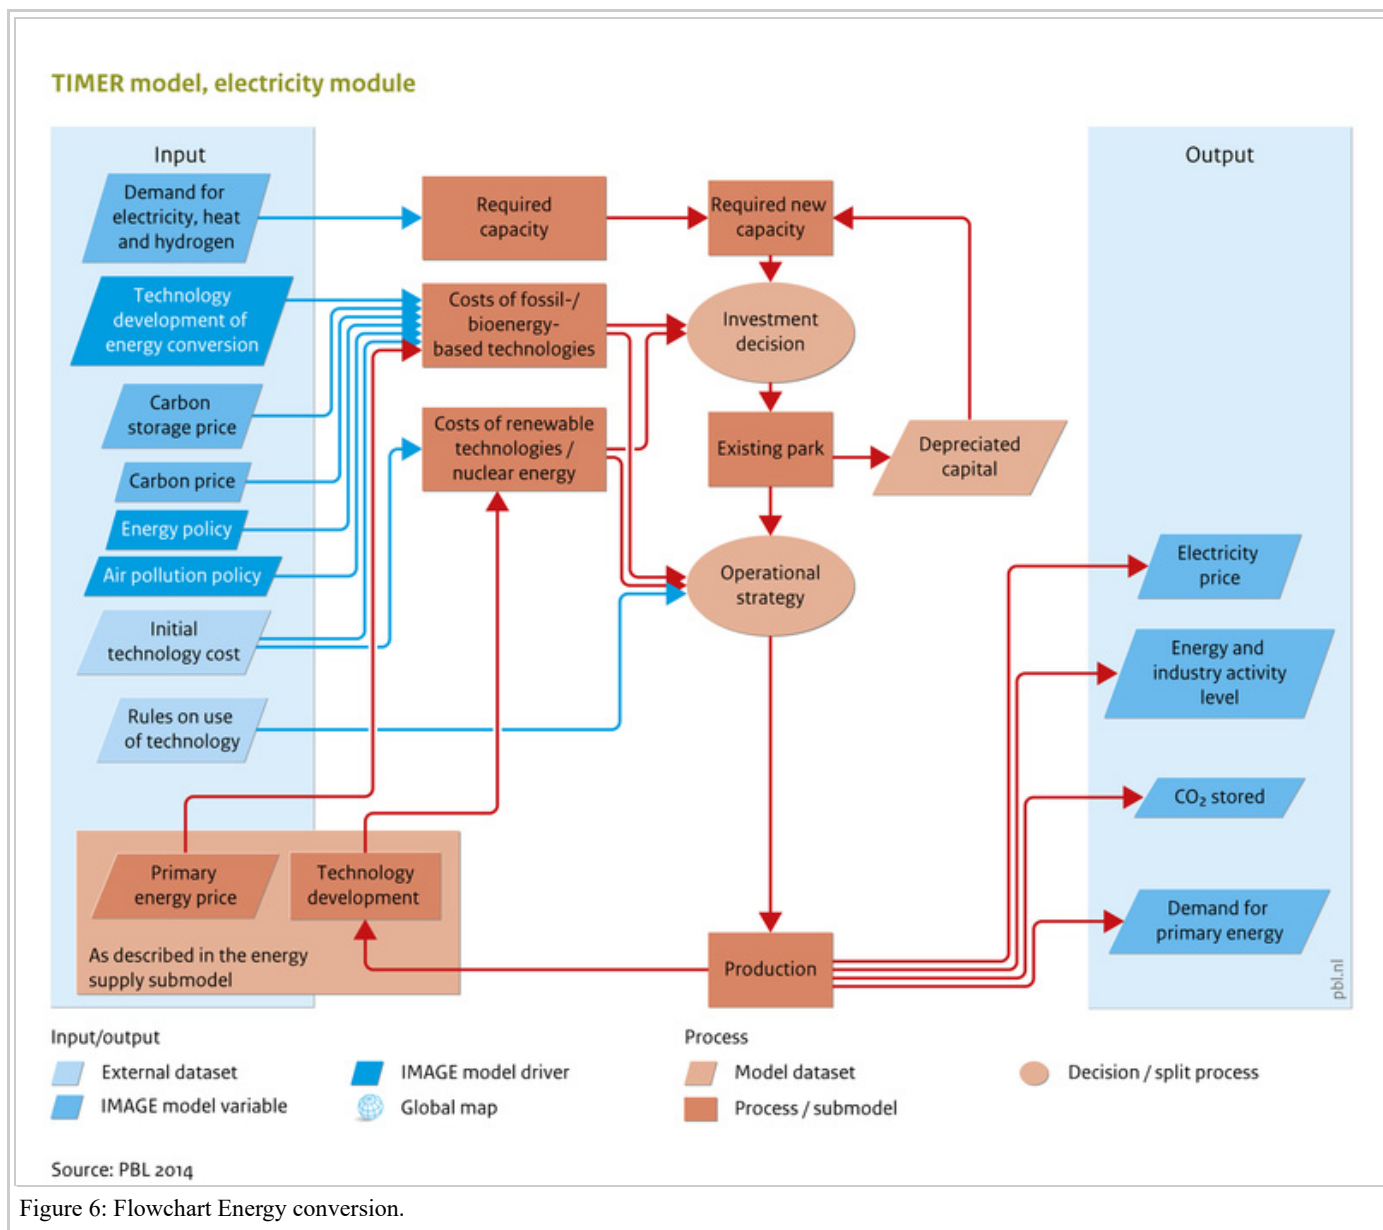 TIMER model, electricity module
Input
Output
Demand for
electricity, heat
and hydrogen
Required
capacity
Required new
capacity
Technology
development of
energy conversion
Costs of fossil-/
bioenergy-
based technologies
Investment
decision
Carbon
storage price
Costs of renewable
technologies /
nuclear energy
Existing park
Depreciated
capital
Carbon price
Energy policy
Air pollution policy
Operational
strategy
Electricity
price
Initial
technology cost
Energy and
industry activity
level
Rules on use
of technology
CO₂ stored
Primary
energy price
Technology
development
As described in the energy
supply submodel
Production
Demand for
primary energy
pbl.nl
Input/output
Process
External dataset
IMAGE model driver
Model dataset
Decision / split process
IMAGE model variable
Global map
Process / submodel
Source: PBL 2014
Figure 6: Flowchart Energy conversion.